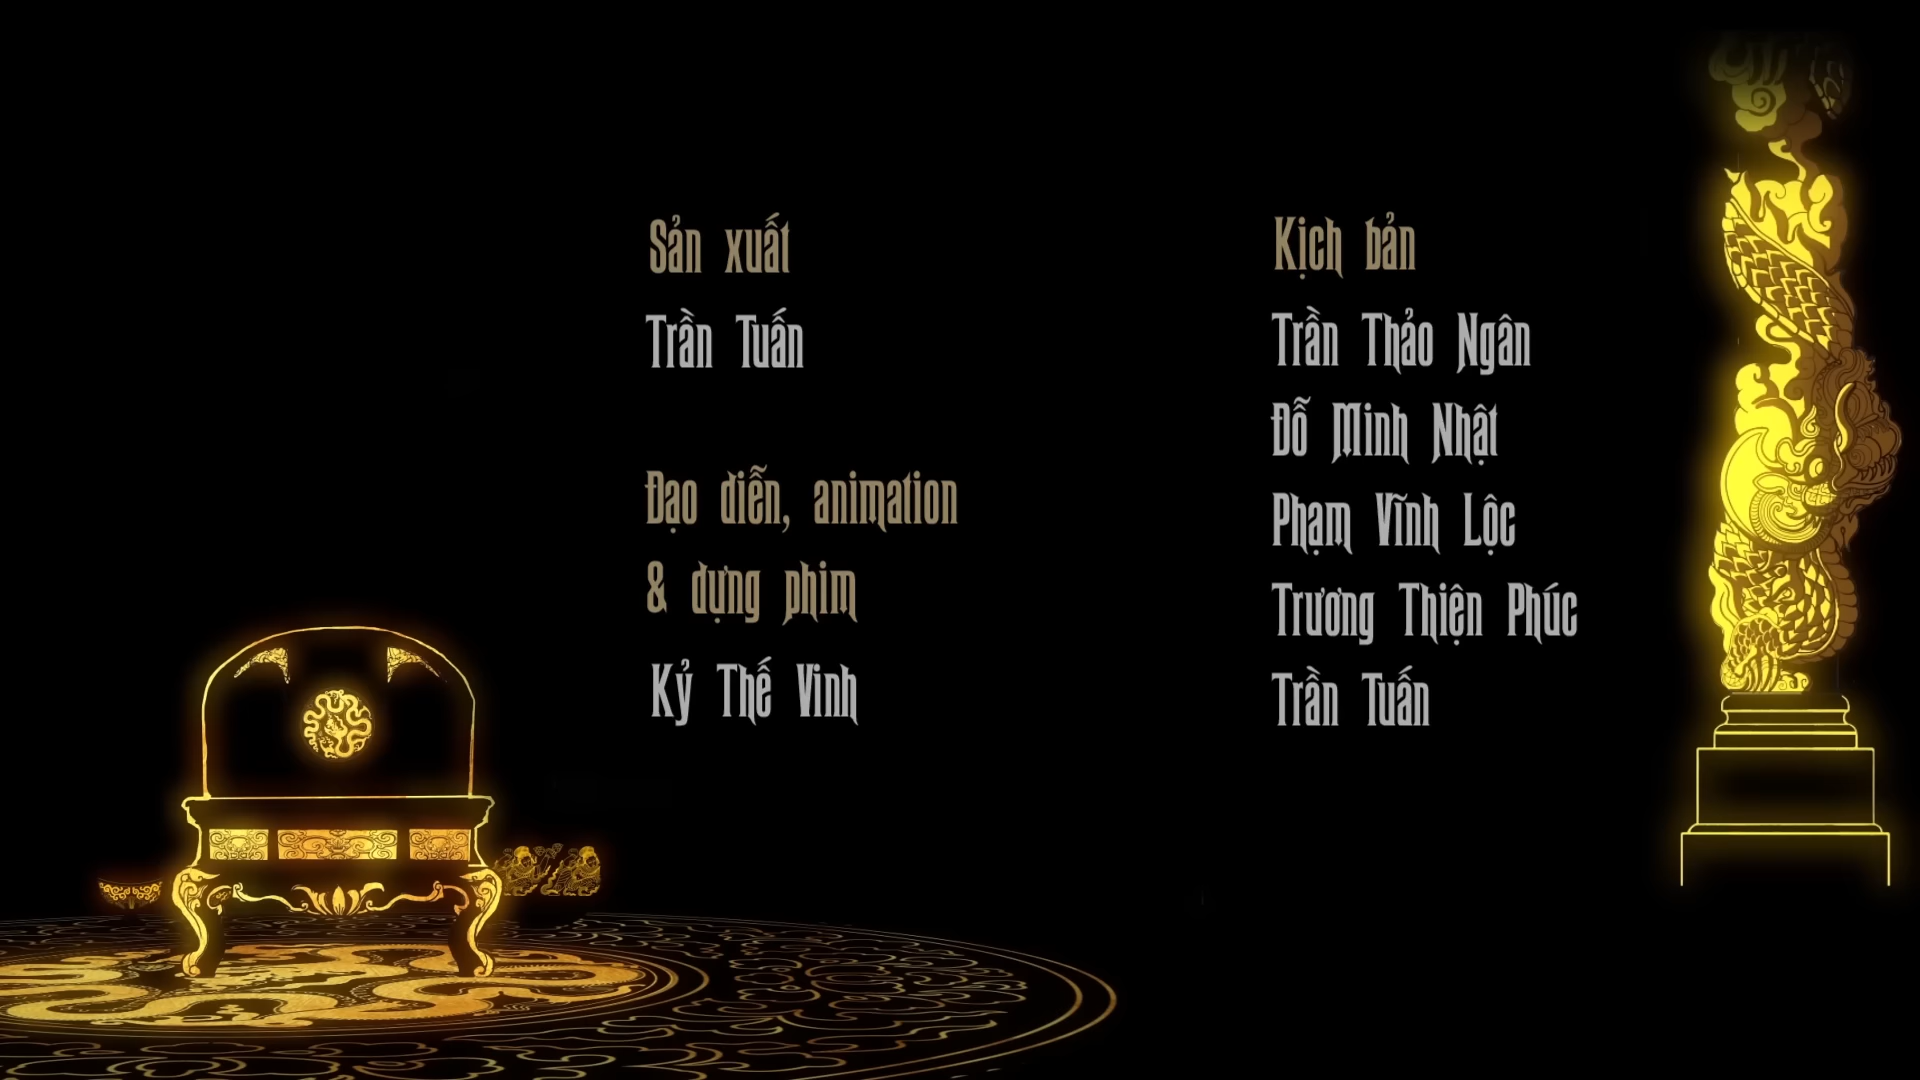 Sản xuất
Trần Tuấn
Đạo diễn, animation
& dựng phim
Kỷ Thế Vinh
Kịch bản
Trần Thảo Ngân
Đỗ Minh Nhật
Phạm Vĩnh Lộc
Trương Thiện Phúc
Trần Tuấn